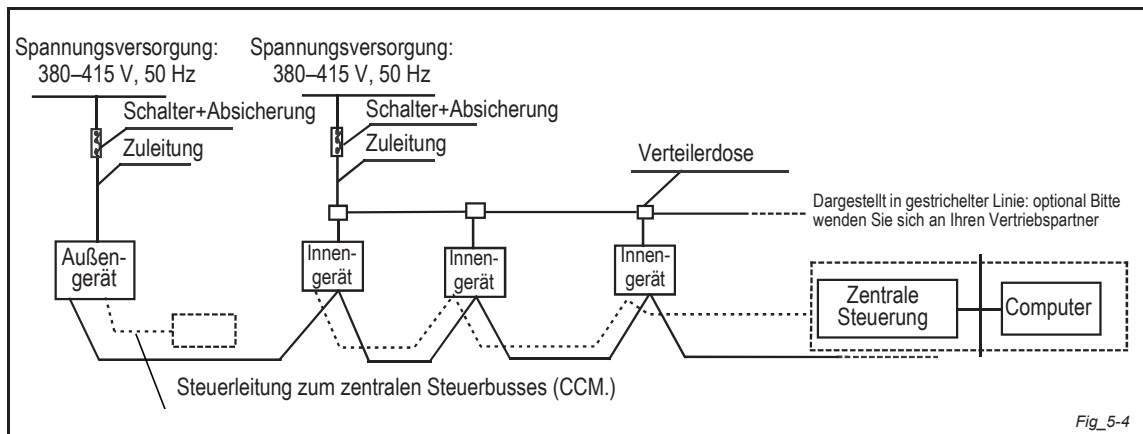 Spannungsversorgung:
380–415 V, 50 Hz
Spannungsversorgung:
380–415 V, 50 Hz
Schalter+Absicherung
Schalter+Absicherung
Zuleitung
Zuleitung
Verteilerdose
Dargestellt in gestrichelter Linie: optional Bitte
wenden Sie sich an Ihren Vertriebspartner
Außen-
gerät
Innen-
gerät
Innen-
gerät
Innen-
gerät
Zentrale
Steuerung
Computer
Steuerleitung zum zentralen Steuerbusses (CCM.)
Fig_5-4